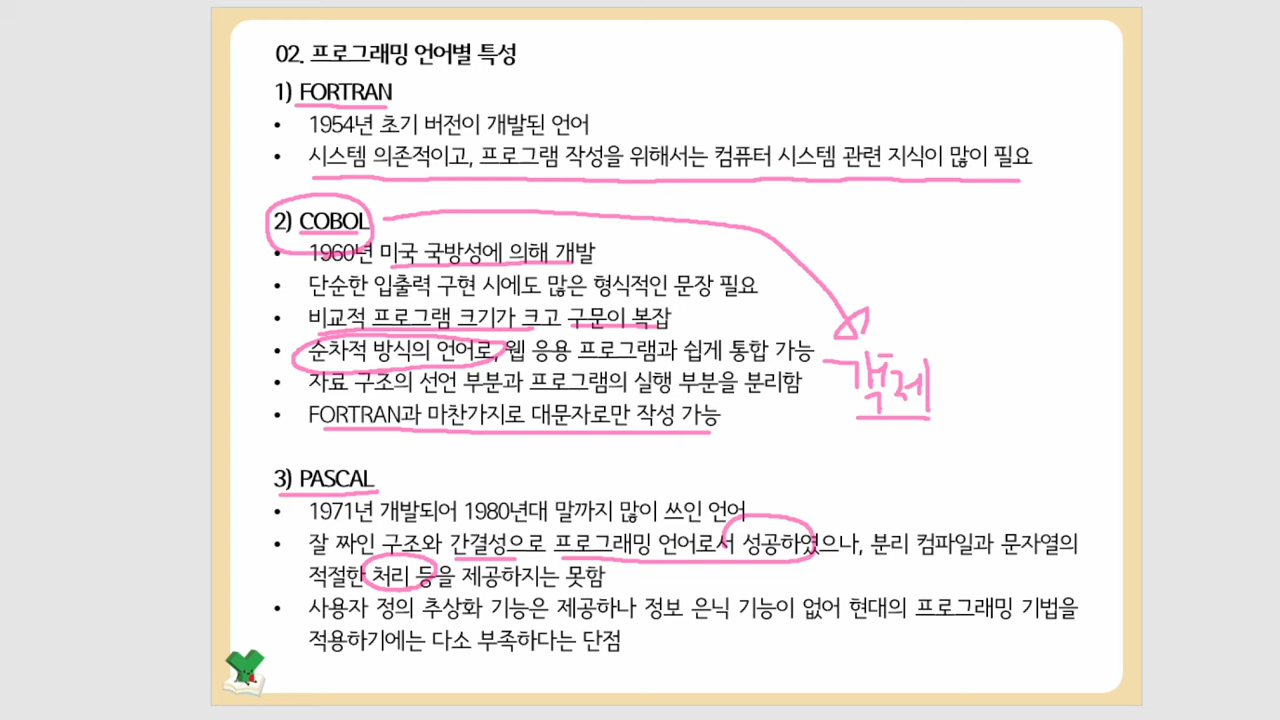 02. 프로그래밍 언어별 특성
1) FORTRAN
• 1954년 초기 버전이 개발된 언어
• 시스템 의존적이고, 프로그램 작성을 위해서는 컴퓨터 시스템 관련 지식이 많이 필요
2) COBOL
• 1960년 미국 국방성에 의해 개발
• 단순한 입출력 구현 시에도 많은 형식적인 문장 필요
• 비교적 프로그램 크기가 크고 구문이 복잡
• 순차적 방식의 언어로, 웹 응용 프로그램과 쉽게 통합 가능
객체
• 자료 구조의 선언 부분과 프로그램의 실행 부분을 분리함
• FORTRAN과 마찬가지로 대문자로만 작성 가능
3) PASCAL
• 1971년 개발되어 1980년대 말까지 많이 쓰인 언어
• 잘 짜인 구조와 간결성으로 프로그래밍 언어로서 성공하였으나, 분리 컴파일과 문자열의
적절한 처리 등을 제공하지는 못함
• 사용자 정의 추상화 기능은 제공하나 정보 은닉 기능이 없어 현대의 프로그래밍 기법을
적용하기에는 다소 부족하다는 단점